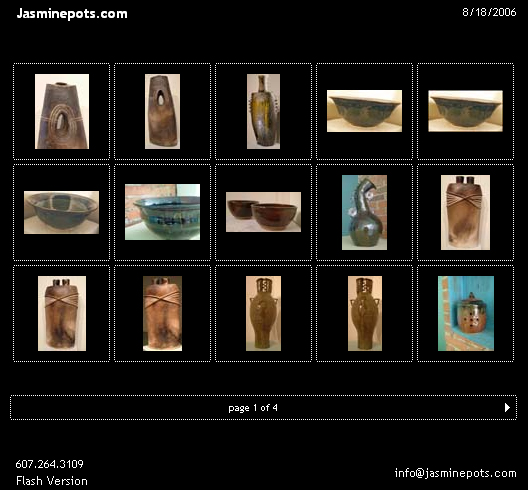 Jasminepots.com
8/18/2006
page 1 of 4
607.264.3109
Flash Version
info@jasminepots.com